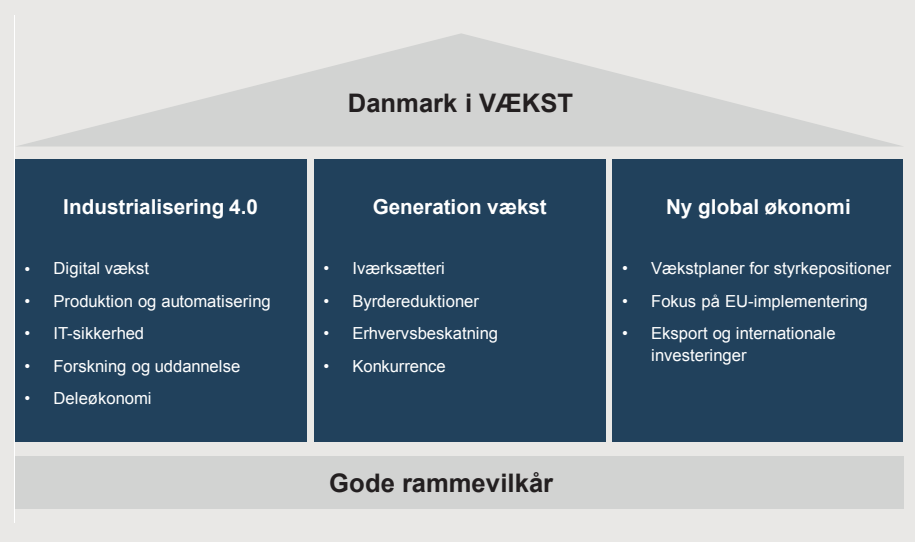 Danmark i VÆKST
Industrialisering 4.0
• Digital vækst
• Produktion og automatisering
• IT-sikkerhed
• Forskning og uddannelse
• Deleøkonomi
Generation vækst
• Iværksætteri
• Byrdereduktioner
• Erhvervsbeskatning
• Konkurrence
Ny global økonomi
• Vækstplaner for styrkepositioner
• Fokus på EU-implementering
• Eksport og internationale
investeringer
Gode rammevilkår